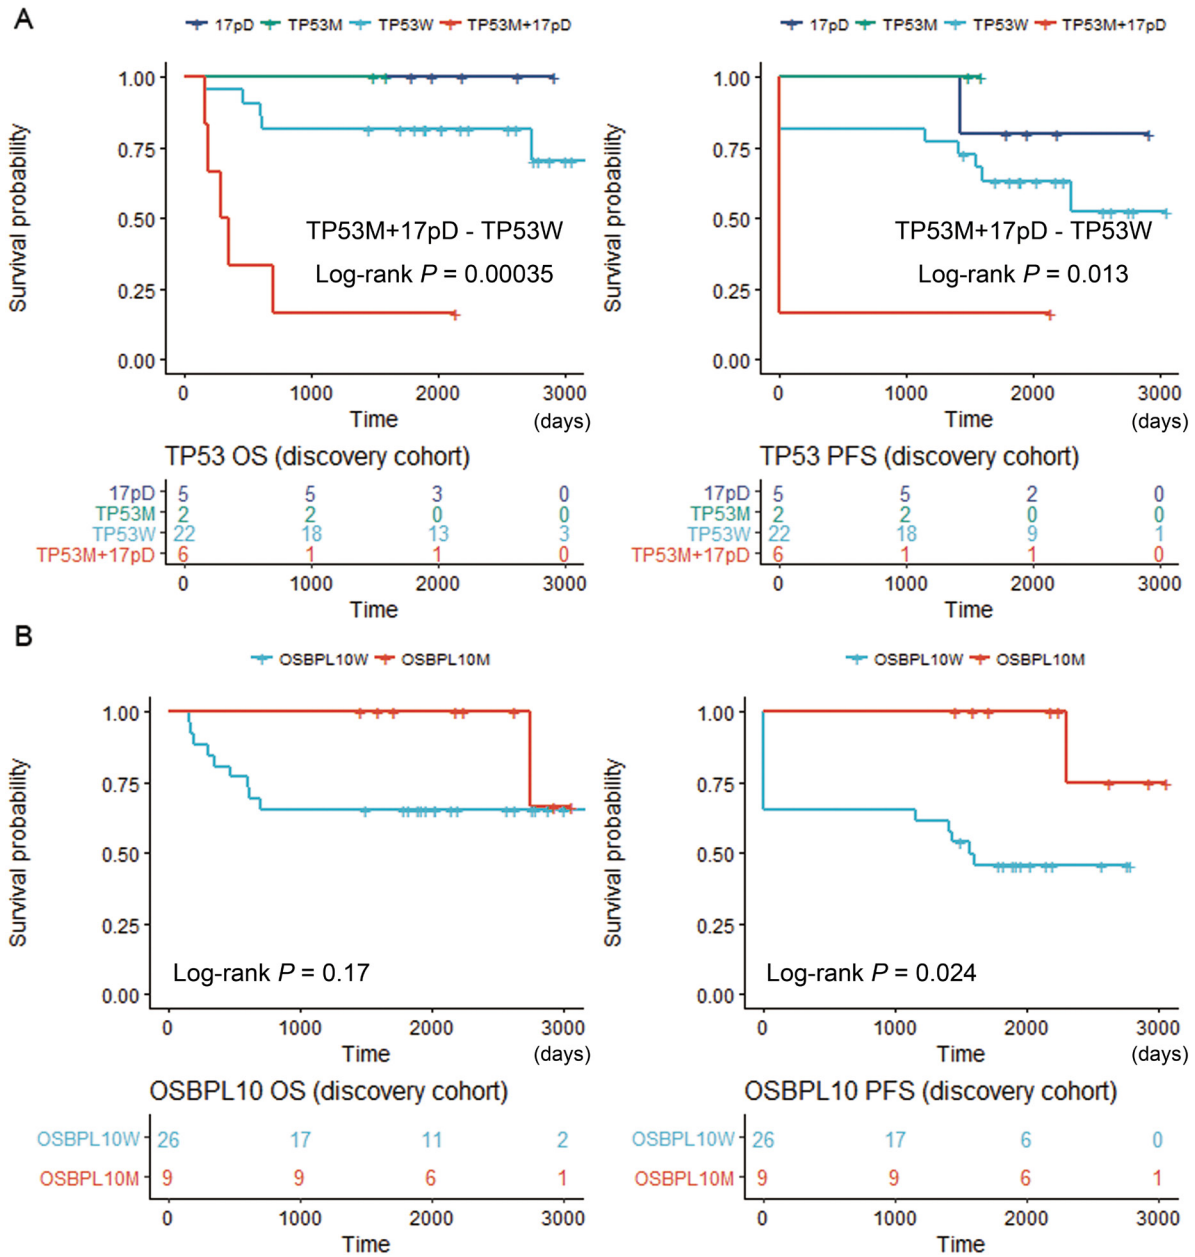 A
17pD TP53M TP53W TP53M+17pD
17pD TP53M TP53W TP53M+17pD
Survival probability
1.00
0.75
0.50
0.25
0.00
TP53M+17pD - TP53W
Log-rank P = 0.00035
0 1000 2000 3000
Time (days)
Survival probability
1.00
0.75
0.50
0.25
0.00
TP53M+17pD - TP53W
Log-rank P = 0.013
0 1000 2000 3000
Time (days)
TP53 OS (discovery cohort)
17pD 5 5 3 0
TP53M 2 2 0 0
TP53W 22 18 13 3
TP53M+17pD 6 1 1 0
0 1000 2000 3000
Time
TP53 PFS (discovery cohort)
17pD 5 5 2 0
TP53M 2 2 0 0
TP53W 22 18 9 1
TP53M+17pD 6 1 1 0
0 1000 2000 3000
Time
B
OSBPL10W OSBPL10M
OSBPL10W OSBPL10M
Survival probability
1.00
0.75
0.50
0.25
0.00
Log-rank P = 0.17
0 1000 2000 3000
Time (days)
Survival probability
1.00
0.75
0.50
0.25
0.00
Log-rank P = 0.024
0 1000 2000 3000
Time (days)
OSBPL10 OS (discovery cohort)
OSBPL10W 26 17 11 2
OSBPL10M 9 9 6 1
0 1000 2000 3000
Time
OSBPL10 PFS (discovery cohort)
OSBPL10W 26 17 6 0
OSBPL10M 9 9 6 1
0 1000 2000 3000
Time